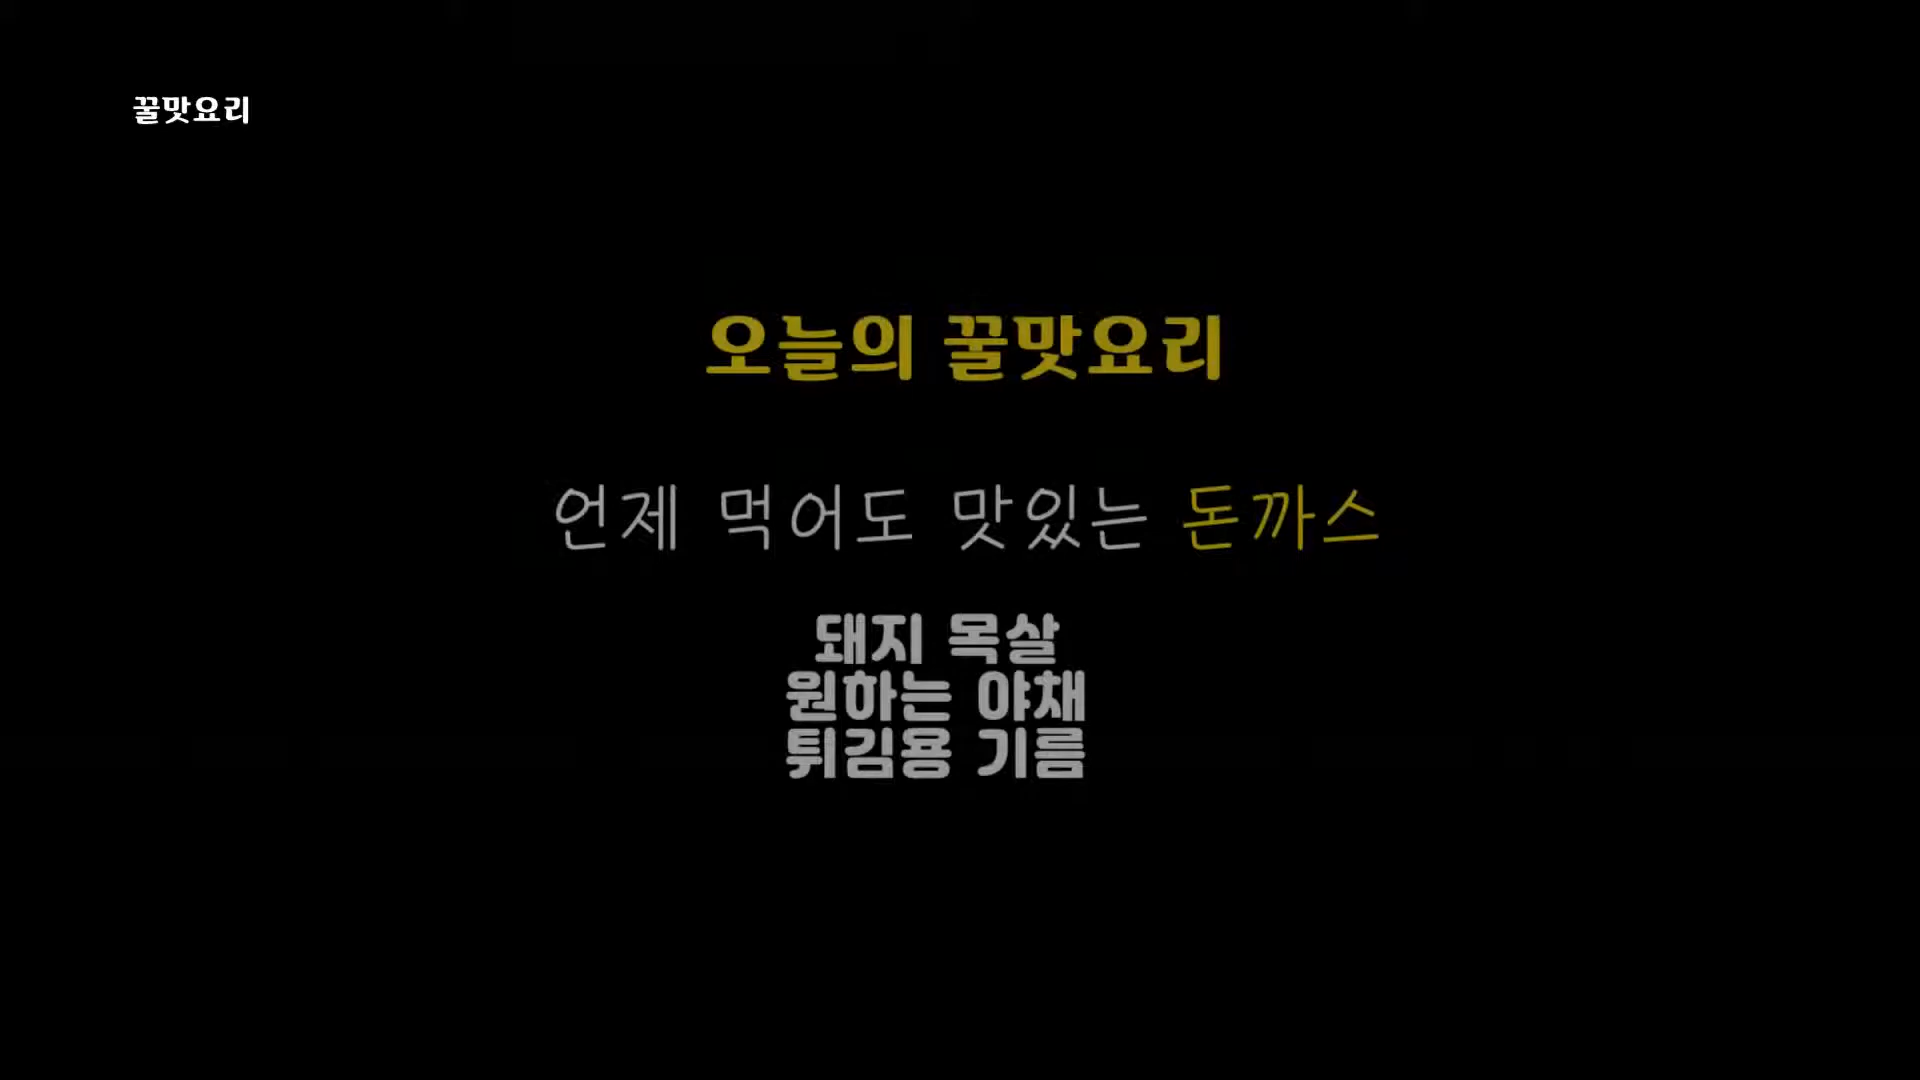 꿀맛요리
오늘의 꿀맛요리
언제 먹어도 맛있는 돈까스
돼지 목살
원하는 야채
튀김용 기름